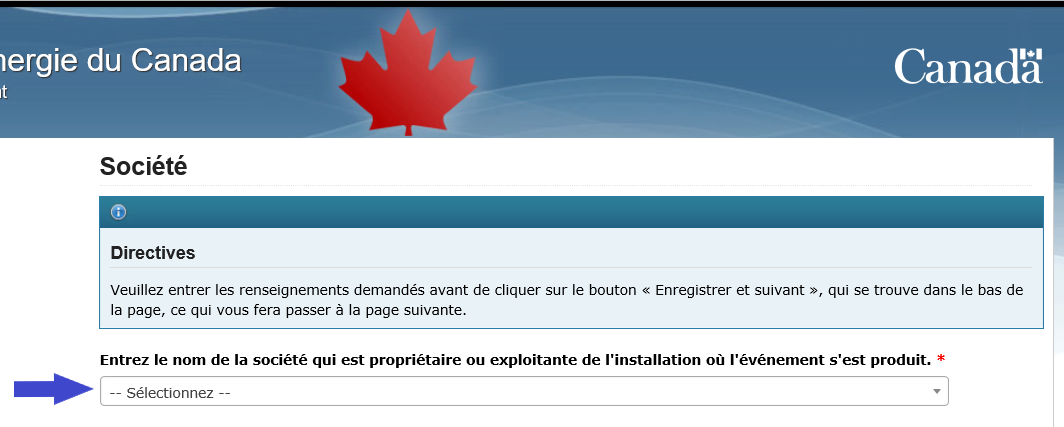 nergie du Canada
nt
Canada
Société
Directives
Veuillez entrer les renseignements demandés avant de cliquer sur le bouton « Enregistrer et suivant », qui se trouve dans le bas de
la page, ce qui vous fera passer à la page suivante.
Entrez le nom de la société qui est propriétaire ou exploitante de l'installation où l'événement s'est produit. *
-- Sélectionnez --